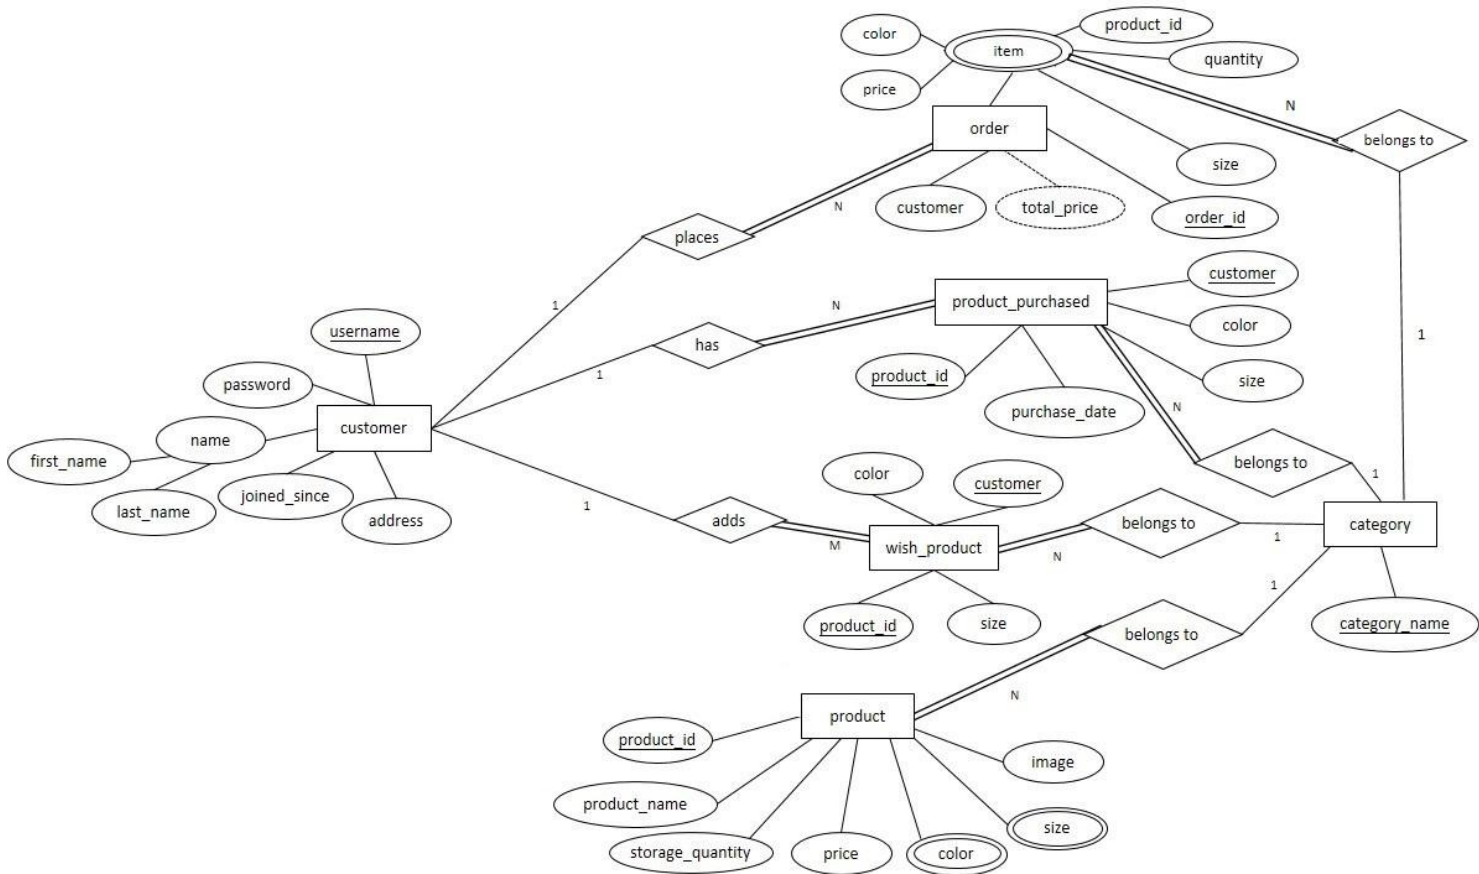 product_id
color
item
quantity
price
N
order
belongs to
size
customer
total_price
N
order_id
places
customer
product_purchased
1
N
username
color
1
has
1
product_id
size
password
purchase_date
N
customer
name
first_name
belongs to
color
customer
1
joined_since
last_name
1
address
adds
belongs to
category
M
wish_product
1
N
1
product_id
size
category_name
belongs to
N
product
product_id
image
product_name
size
storage_quantity
price
color